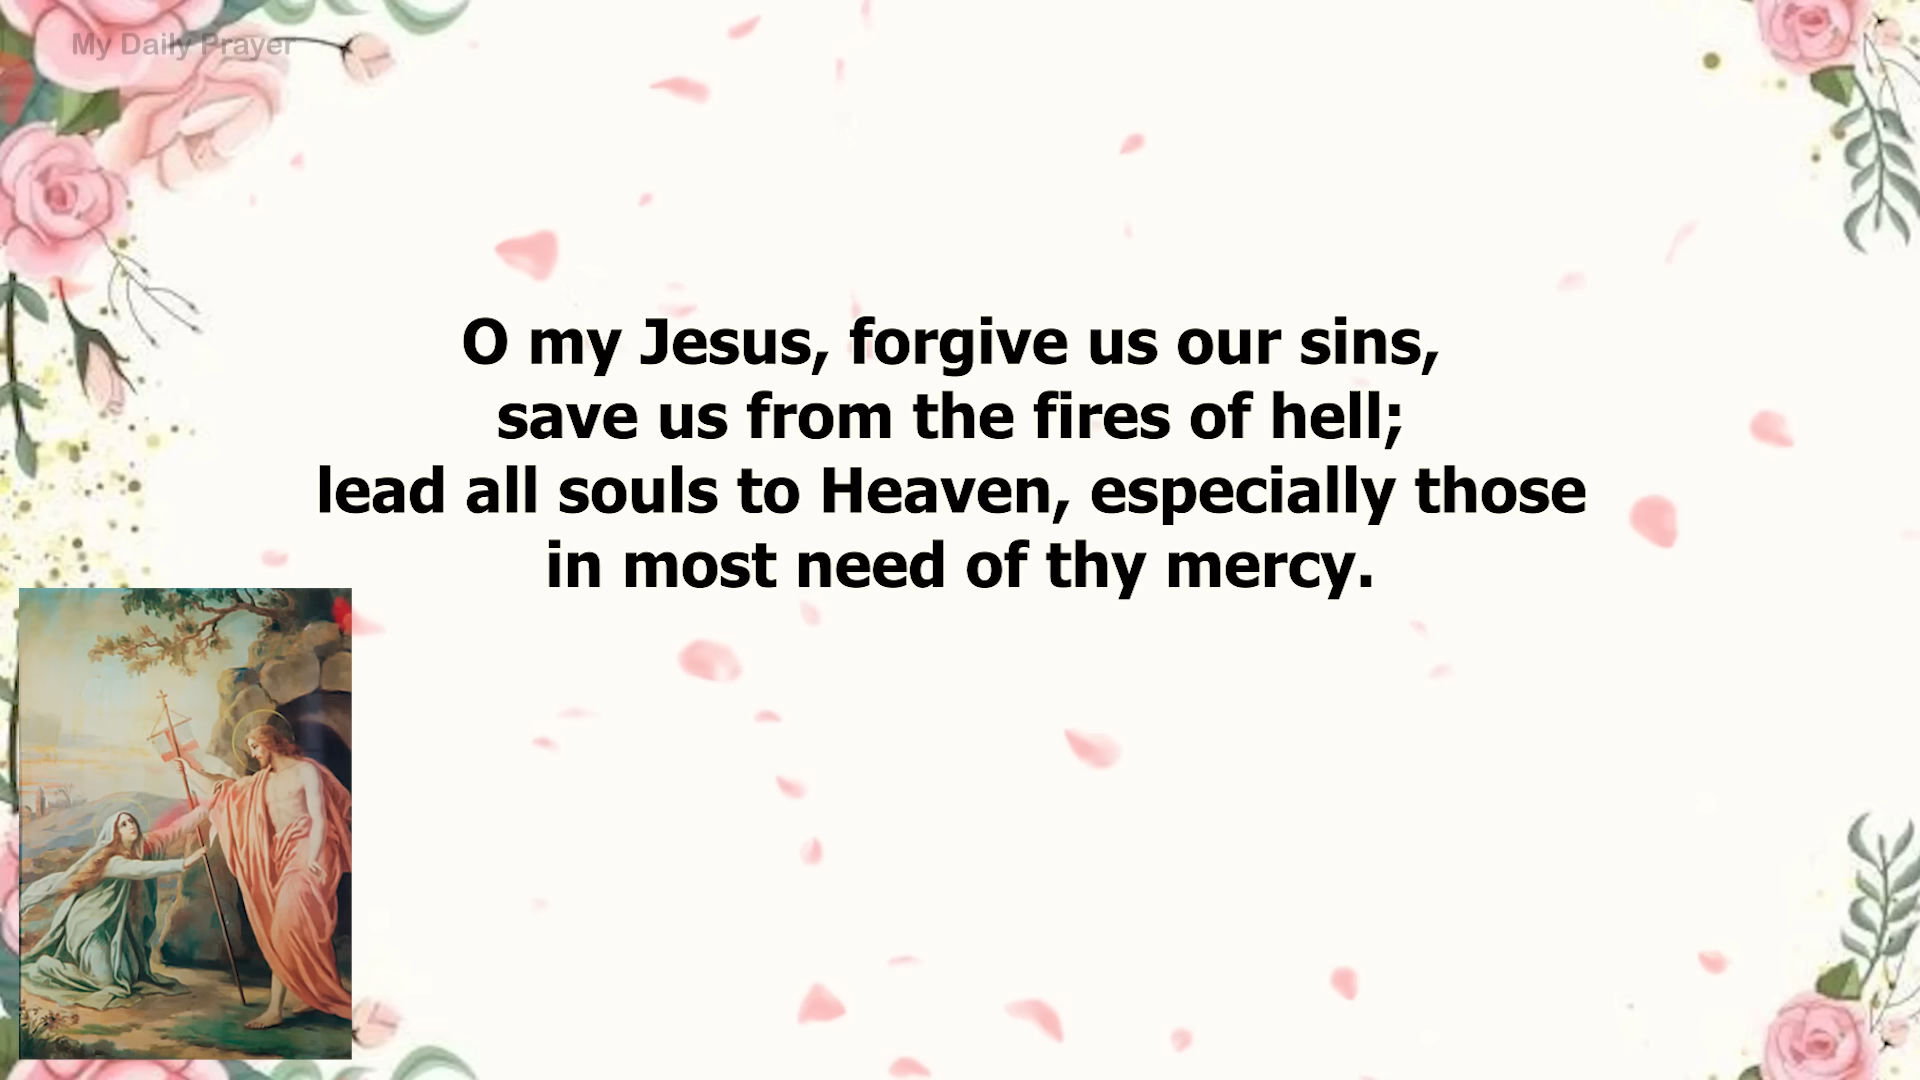 My Daily Prayer
O my Jesus, forgive us our sins,
save us from the fires of hell;
lead all souls to Heaven, especially those
in most need of thy mercy.